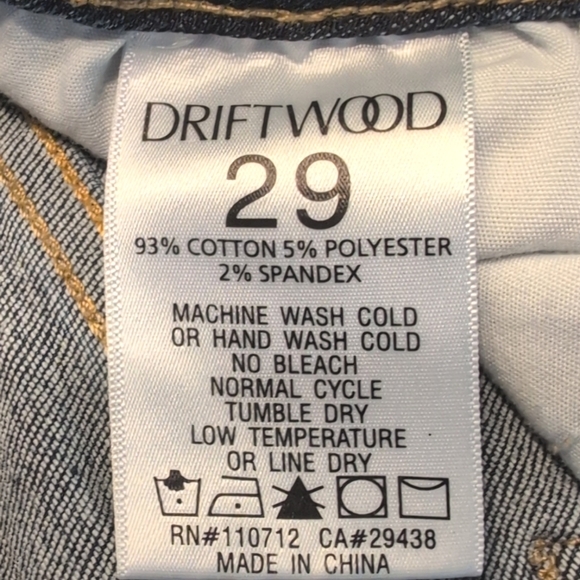 DRIFTWOOD
29
93% COTTON 5% POLYESTER
2% SPANDEX
MACHINE WASH COLD
OR HAND WASH COLD
NO BLEACH
NORMAL CYCLE
TUMBLE DRY
LOW TEMPERATURE
OR LINE DRY
RN#110712 CA#29438
MADE IN CHINA